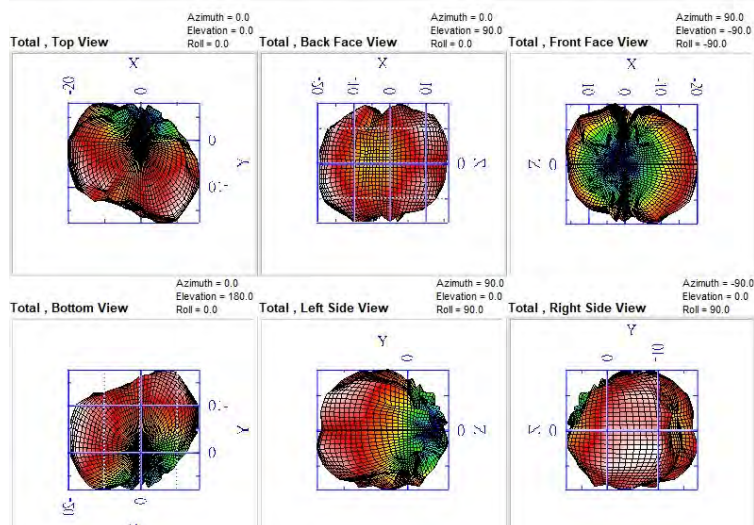 Azimuth = 0.0
Elevation = 0.0
Roll = 0.0
Total , Top View
X
-20
0
0
Y
Azimuth = 0.0
Elevation = 90.0
Roll = 0.0
Total , Back Face View
X
-20
-10
0
10
0
Z
Azimuth = 90.0
Elevation = -90.0
Roll = -90.0
Total , Front Face View
X
10
0
-10
-20
Z
0
Azimuth = 0.0
Elevation = 180.0
Roll = 0.0
Total , Bottom View
0
Y
-20
0
Azimuth = 90.0
Elevation = 0.0
Roll = 90.0
Total , Left Side View
Y
0
0
Z
Azimuth = -90.0
Elevation = 0.0
Roll = 90.0
Total , Right Side View
Y
0
-10
Z
0